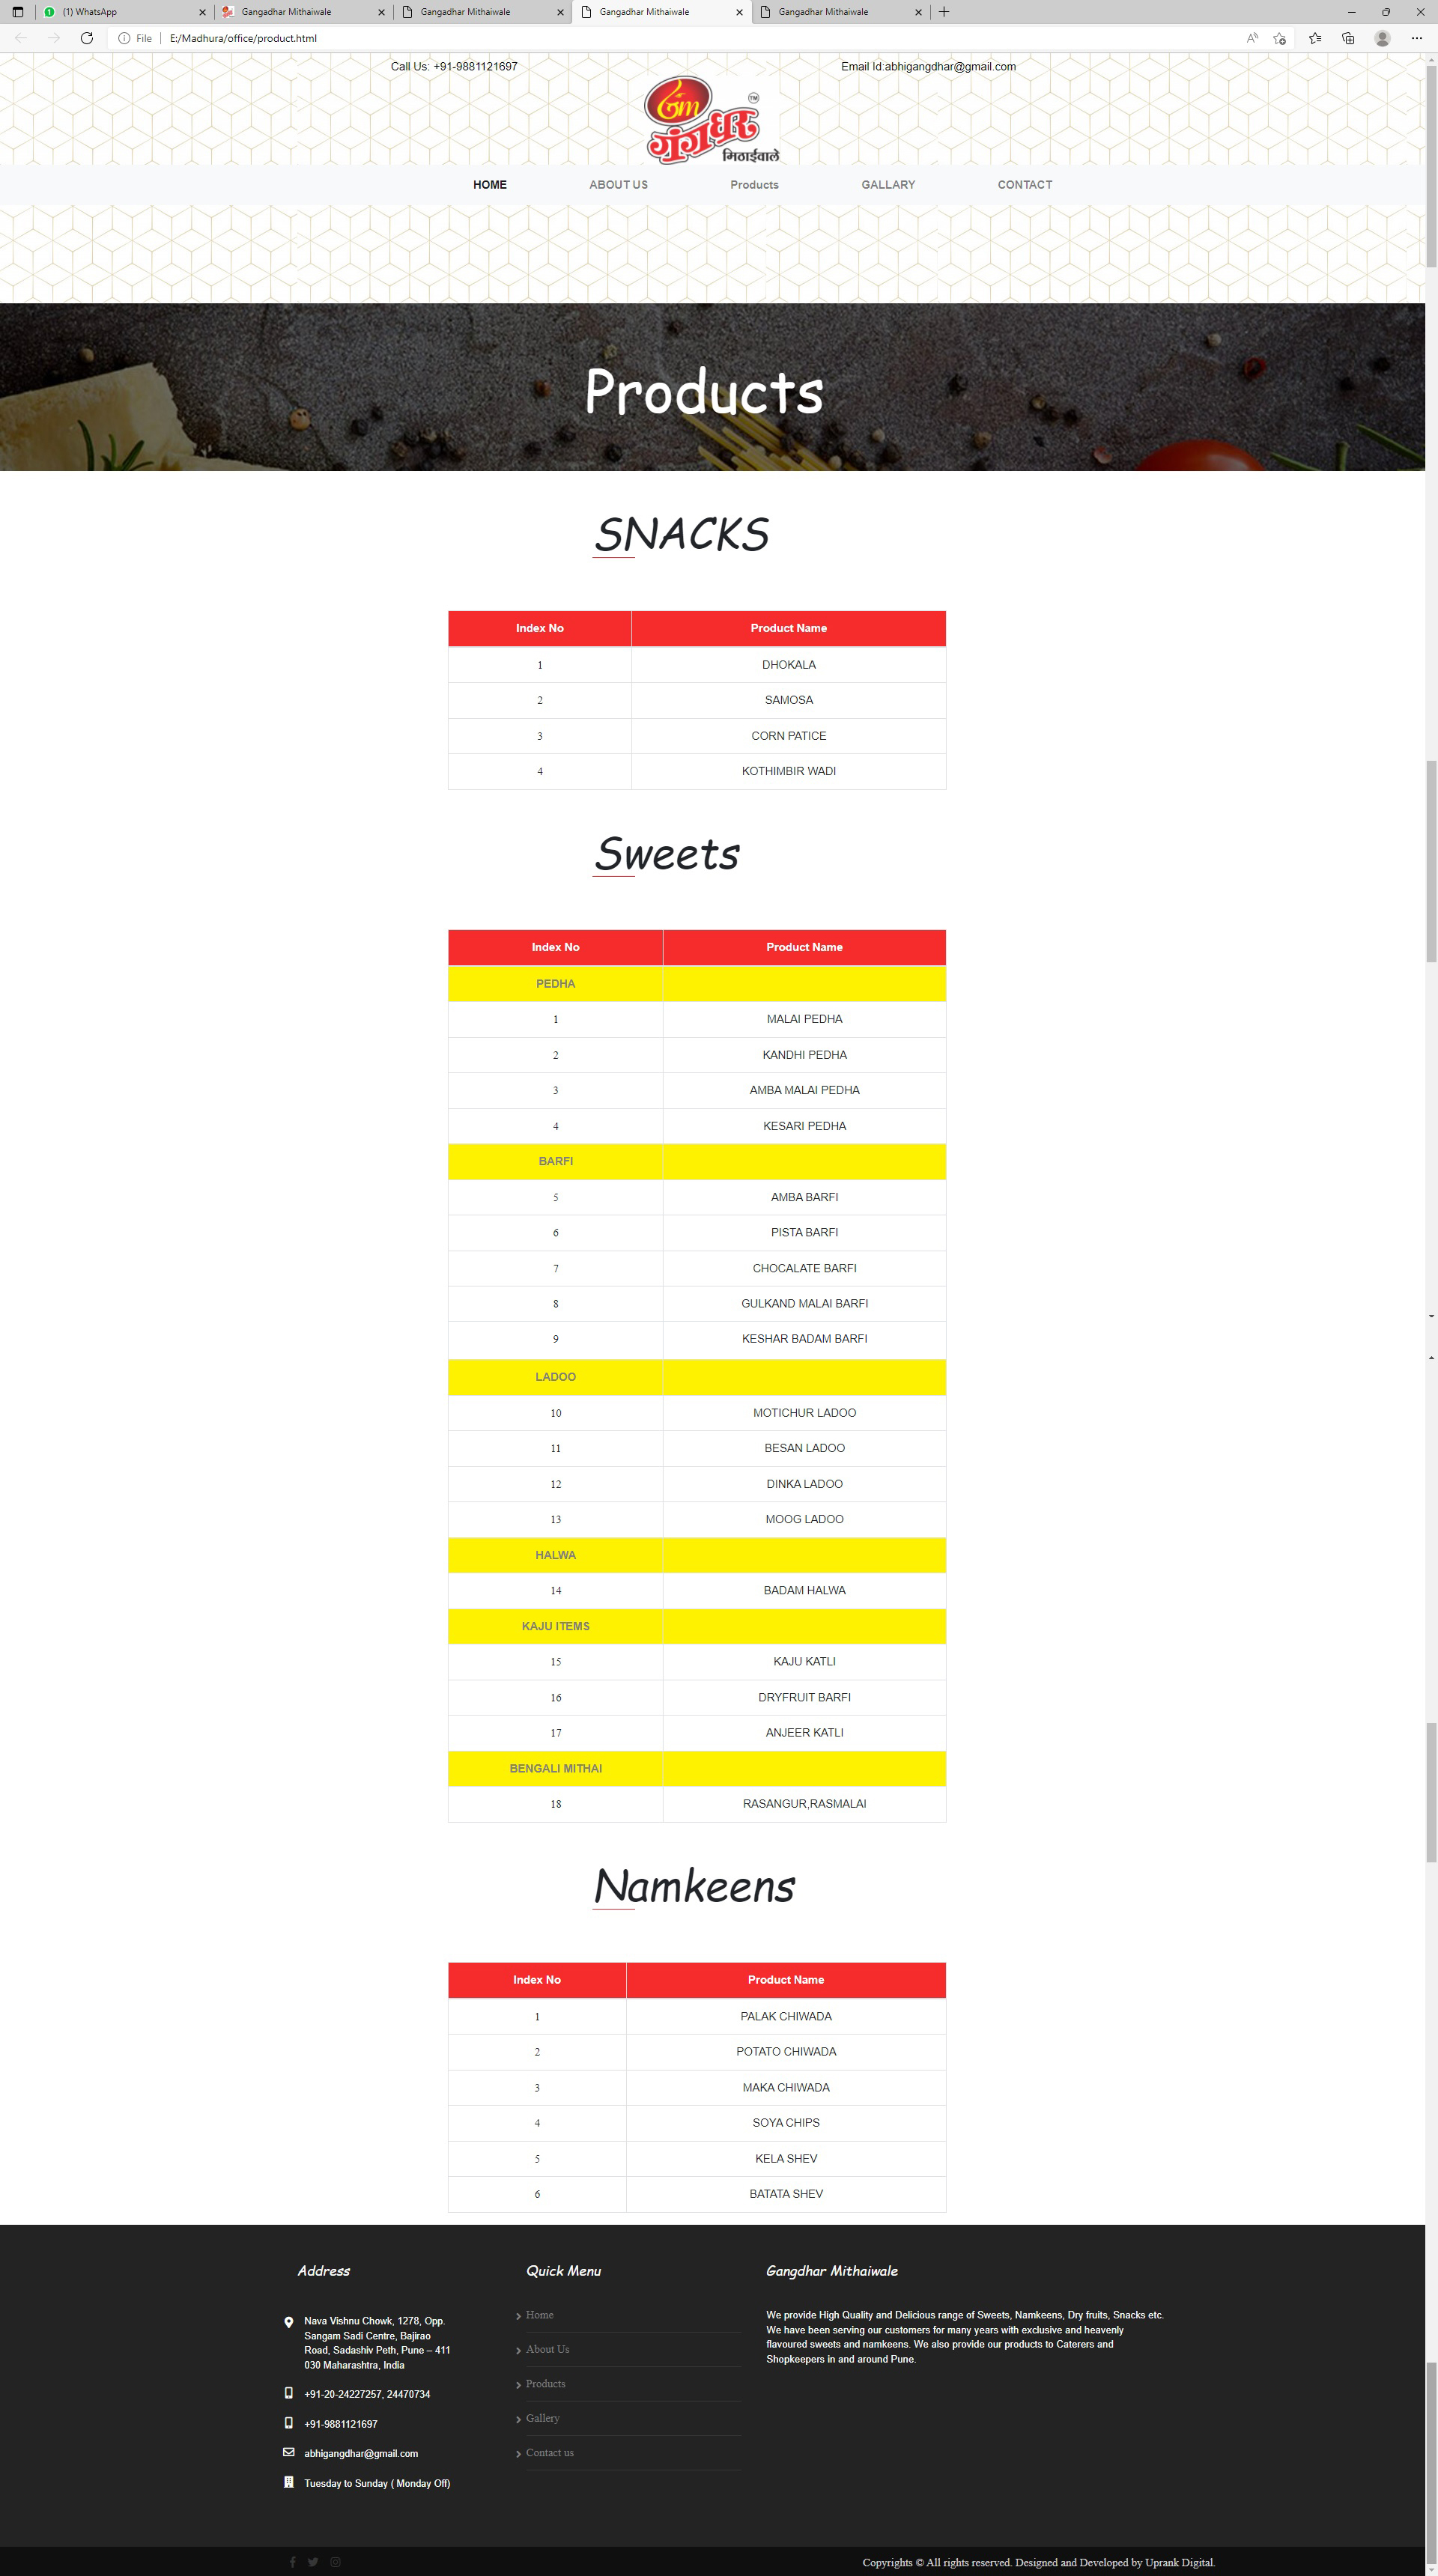 (1) WhatsApp
Gangadhar Mithaiwale
Gangadhar Mithaiwale
Gangadhar Mithaiwale
Gangadhar Mithaiwale
File
E:/Madhura/office/product.html
Call Us: +91-9881121697
Email Id:abhigangdhar@gmail.com
Gm
TM
गंगाधर
मिठाईवाले
HOME
ABOUT US
Products
GALLARY
CONTACT
Products
SNACKS
Index No Product Name
1 DHOKALA
2 SAMOSA
3 CORN PATICE
4 KOTHIMBIR WADI
Sweets
Index No Product Name
PEDHA
1 MALAI PEDHA
2 KANDHI PEDHA
3 AMBA MALAI PEDHA
4 KESARI PEDHA
BARFI
5 AMBA BARFI
6 PISTA BARFI
7 CHOCALATE BARFI
8 GULKAND MALAI BARFI
9 KESHAR BADAM BARFI
LADOO
10 MOTICHUR LADOO
11 BESAN LADOO
12 DINKA LADOO
13 MOOG LADOO
HALWA
14 BADAM HALWA
KAJU ITEMS
15 KAJU KATLI
16 DRYFRUIT BARFI
17 ANJEER KATLI
BENGALI MITHAI
18 RASANGUR,RASMALAI
Namkeens
Index No Product Name
1 PALAK CHIWADA
2 POTATO CHIWADA
3 MAKA CHIWADA
4 SOYA CHIPS
5 KELA SHEV
6 BATATA SHEV
Address
Nava Vishnu Chowk, 1278, Opp.
Sangam Sadi Centre, Bajirao
Road, Sadashiv Peth, Pune – 411
030 Maharashtra, India
+91-20-24227257, 24470734
+91-9881121697
abhigangdhar@gmail.com
Tuesday to Sunday ( Monday Off)
Quick Menu
Home
About Us
Products
Gallery
Contact us
Gangdhar Mithaiwale
We provide High Quality and Delicious range of Sweets, Namkeens, Dry fruits, Snacks etc.
We have been serving our customers for many years with exclusive and heavenly
flavoured sweets and namkeens. We also provide our products to Caterers and
Shopkeepers in and around Pune.
Copyrights © All rights reserved. Designed and Developed by Uprank Digital.